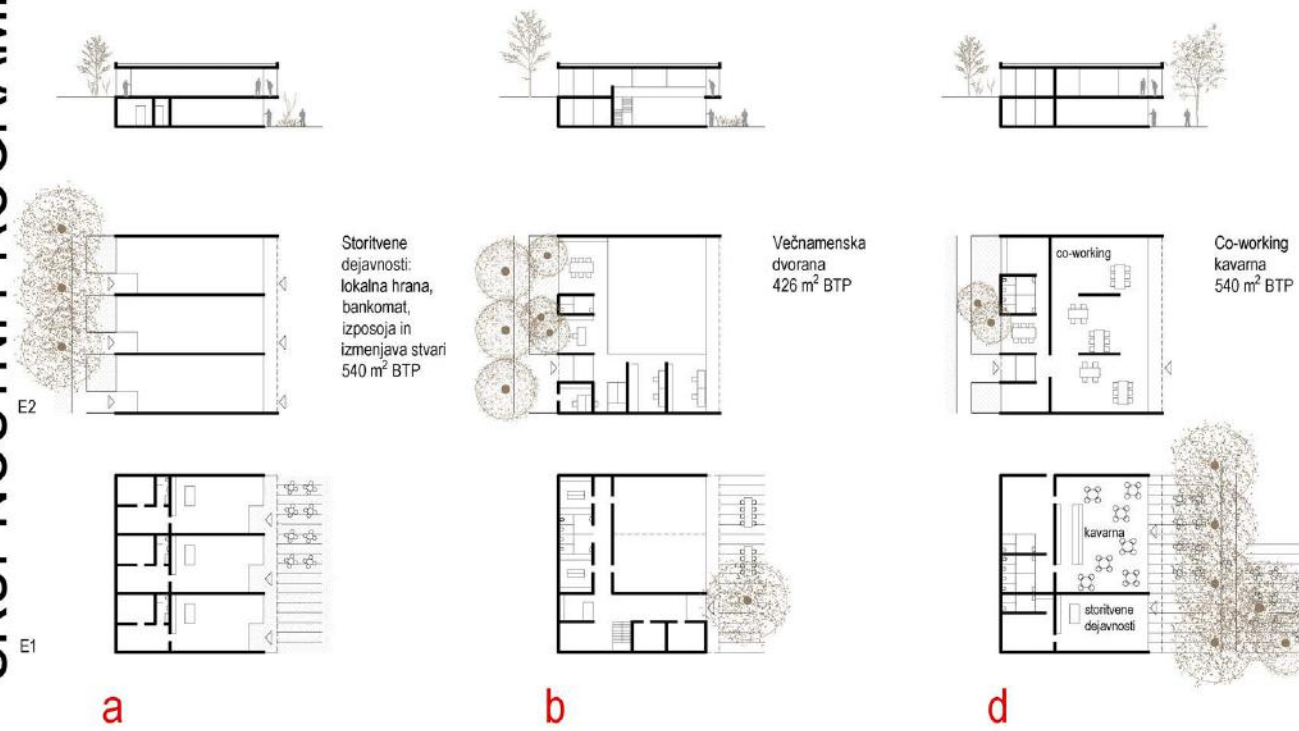 Storitvene
dejavnosti:
lokalna hrana,
bankomat,
izposoja in
izmenjava stvari
540 m² BTP
Večnamenska
dvorana
426 m² BTP
co-working
Co-working
kavarna
540 m² BTP
E2
kavarna
storitvene
dejavnosti
E1
a
b
d